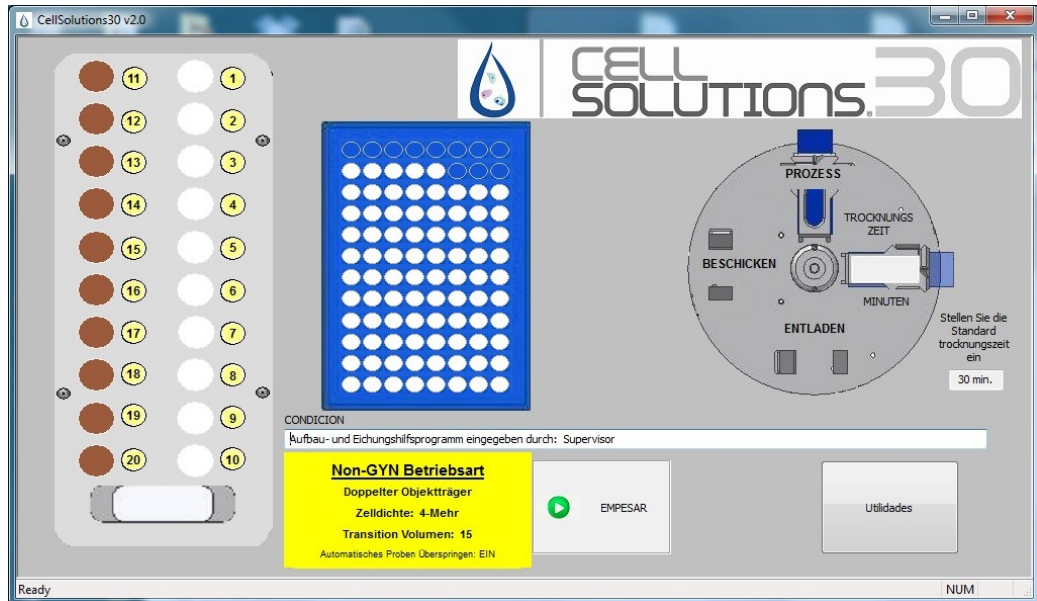 CellSolutions30 v2.0
11 1
12 2
13 3
14 4
15 5
16 6
17 7
18 8
19 9
20 10
CELL
SOLUTIONS® 30
PROZESS
TROCKNUNGS
ZEIT
BESCHICKEN
MINUTEN
ENTLADEN
Stellen Sie die
Standard
trocknungszeit
ein
30 min.
CONDICION
Aufbau- und Eichungshilfsprogramm eingegeben durch: Supervisor
Non-GYN Betriebsart
Doppelter Objektträger
Zelldichte: 4-Mehr
Transition Volumen: 15
Automatisches Proben Überspringen: EIN
EMPESAR
Utilidades
Ready
NUM